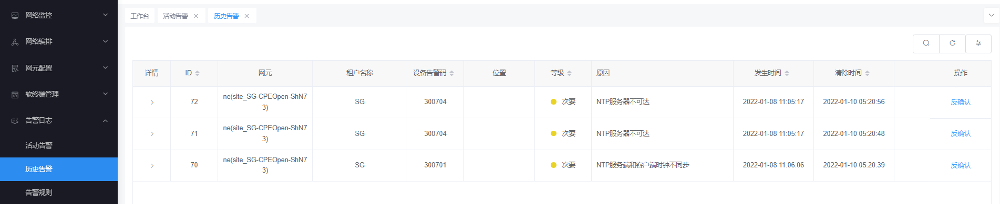 网络监控
网络编排
网元配置
软终端管理
告警日志
活动告警
历史告警
告警规则
工作台 活动告警 历史告警
详情 ID 网元 租户名称 设备告警码 位置 等级 原因 发生时间 清除时间 操作
72 ne(site_SG-CPEOpen-ShN7
3) SG 300704 次要 NTP服务器不可达 2022-01-08 11:05:17 2022-01-10 05:20:56 反确认
71 ne(site_SG-CPEOpen-ShN7
3) SG 300704 次要 NTP服务器不可达 2022-01-08 11:05:17 2022-01-10 05:20:48 反确认
70 ne(site_SG-CPEOpen-ShN7
3) SG 300701 次要 NTP服务端和客户端时钟不同步 2022-01-08 11:06:06 2022-01-10 05:20:39 反确认